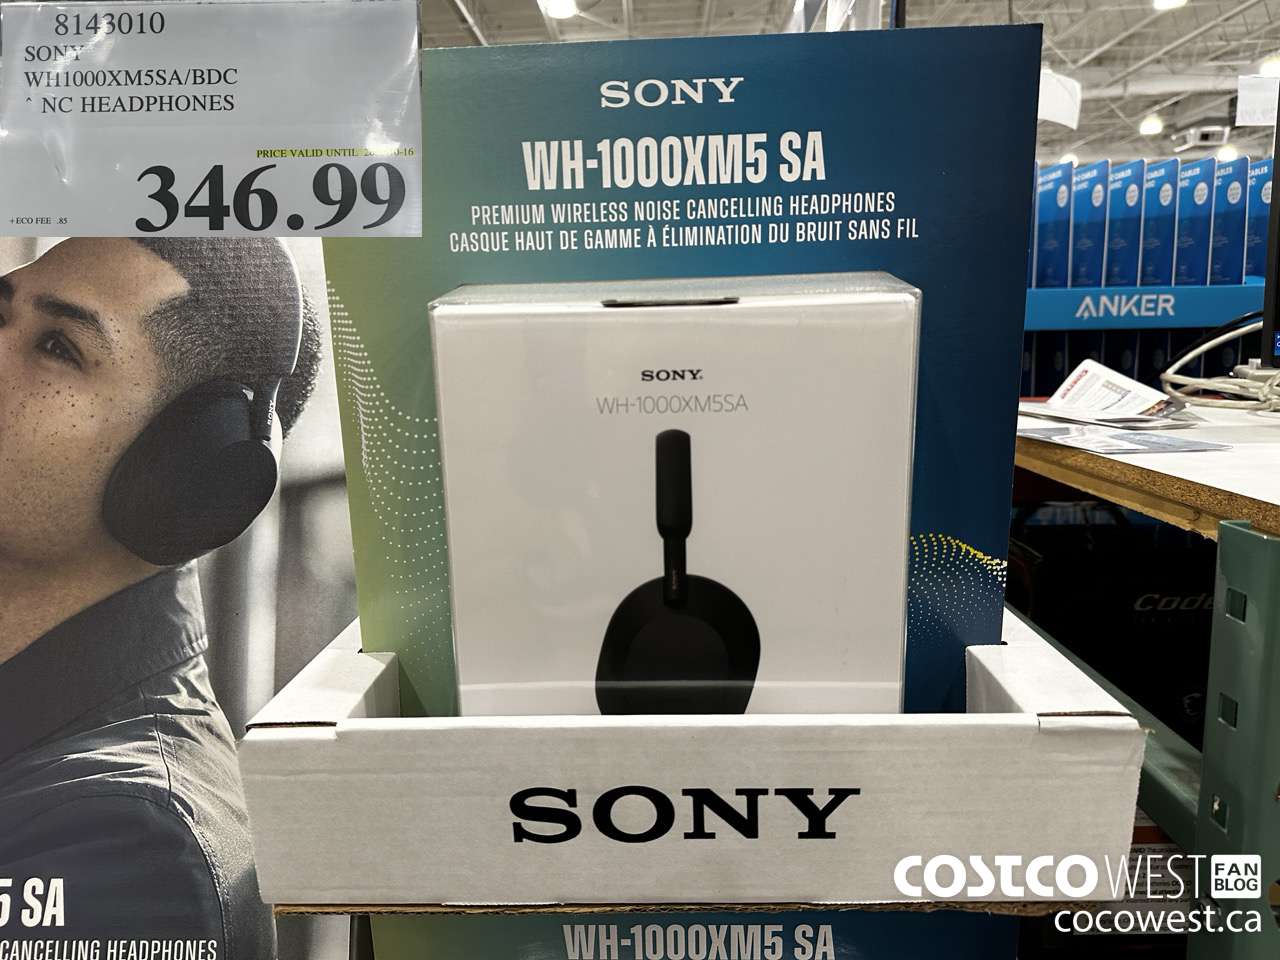 8143010
SONY
WH1000XM5SA/BDC
^ NC HEADPHONES
PRICE VALID UNTIL
346.99
+ECO FEE .85
SONY
WH-1000XM5 SA
PREMIUM WIRELESS NOISE CANCELLING HEADPHONES
CASQUE HAUT DE GAMME À ÉLIMINATION DU BRUIT SANS FIL
SONY
WH-1000XM5SA
SONY
SONY
ANKER
SONY
5 SA
CANCELLING HEADPHONES
WH-1000XM5 SA
COSTCO WEST FAN BLOG
cocowest.ca